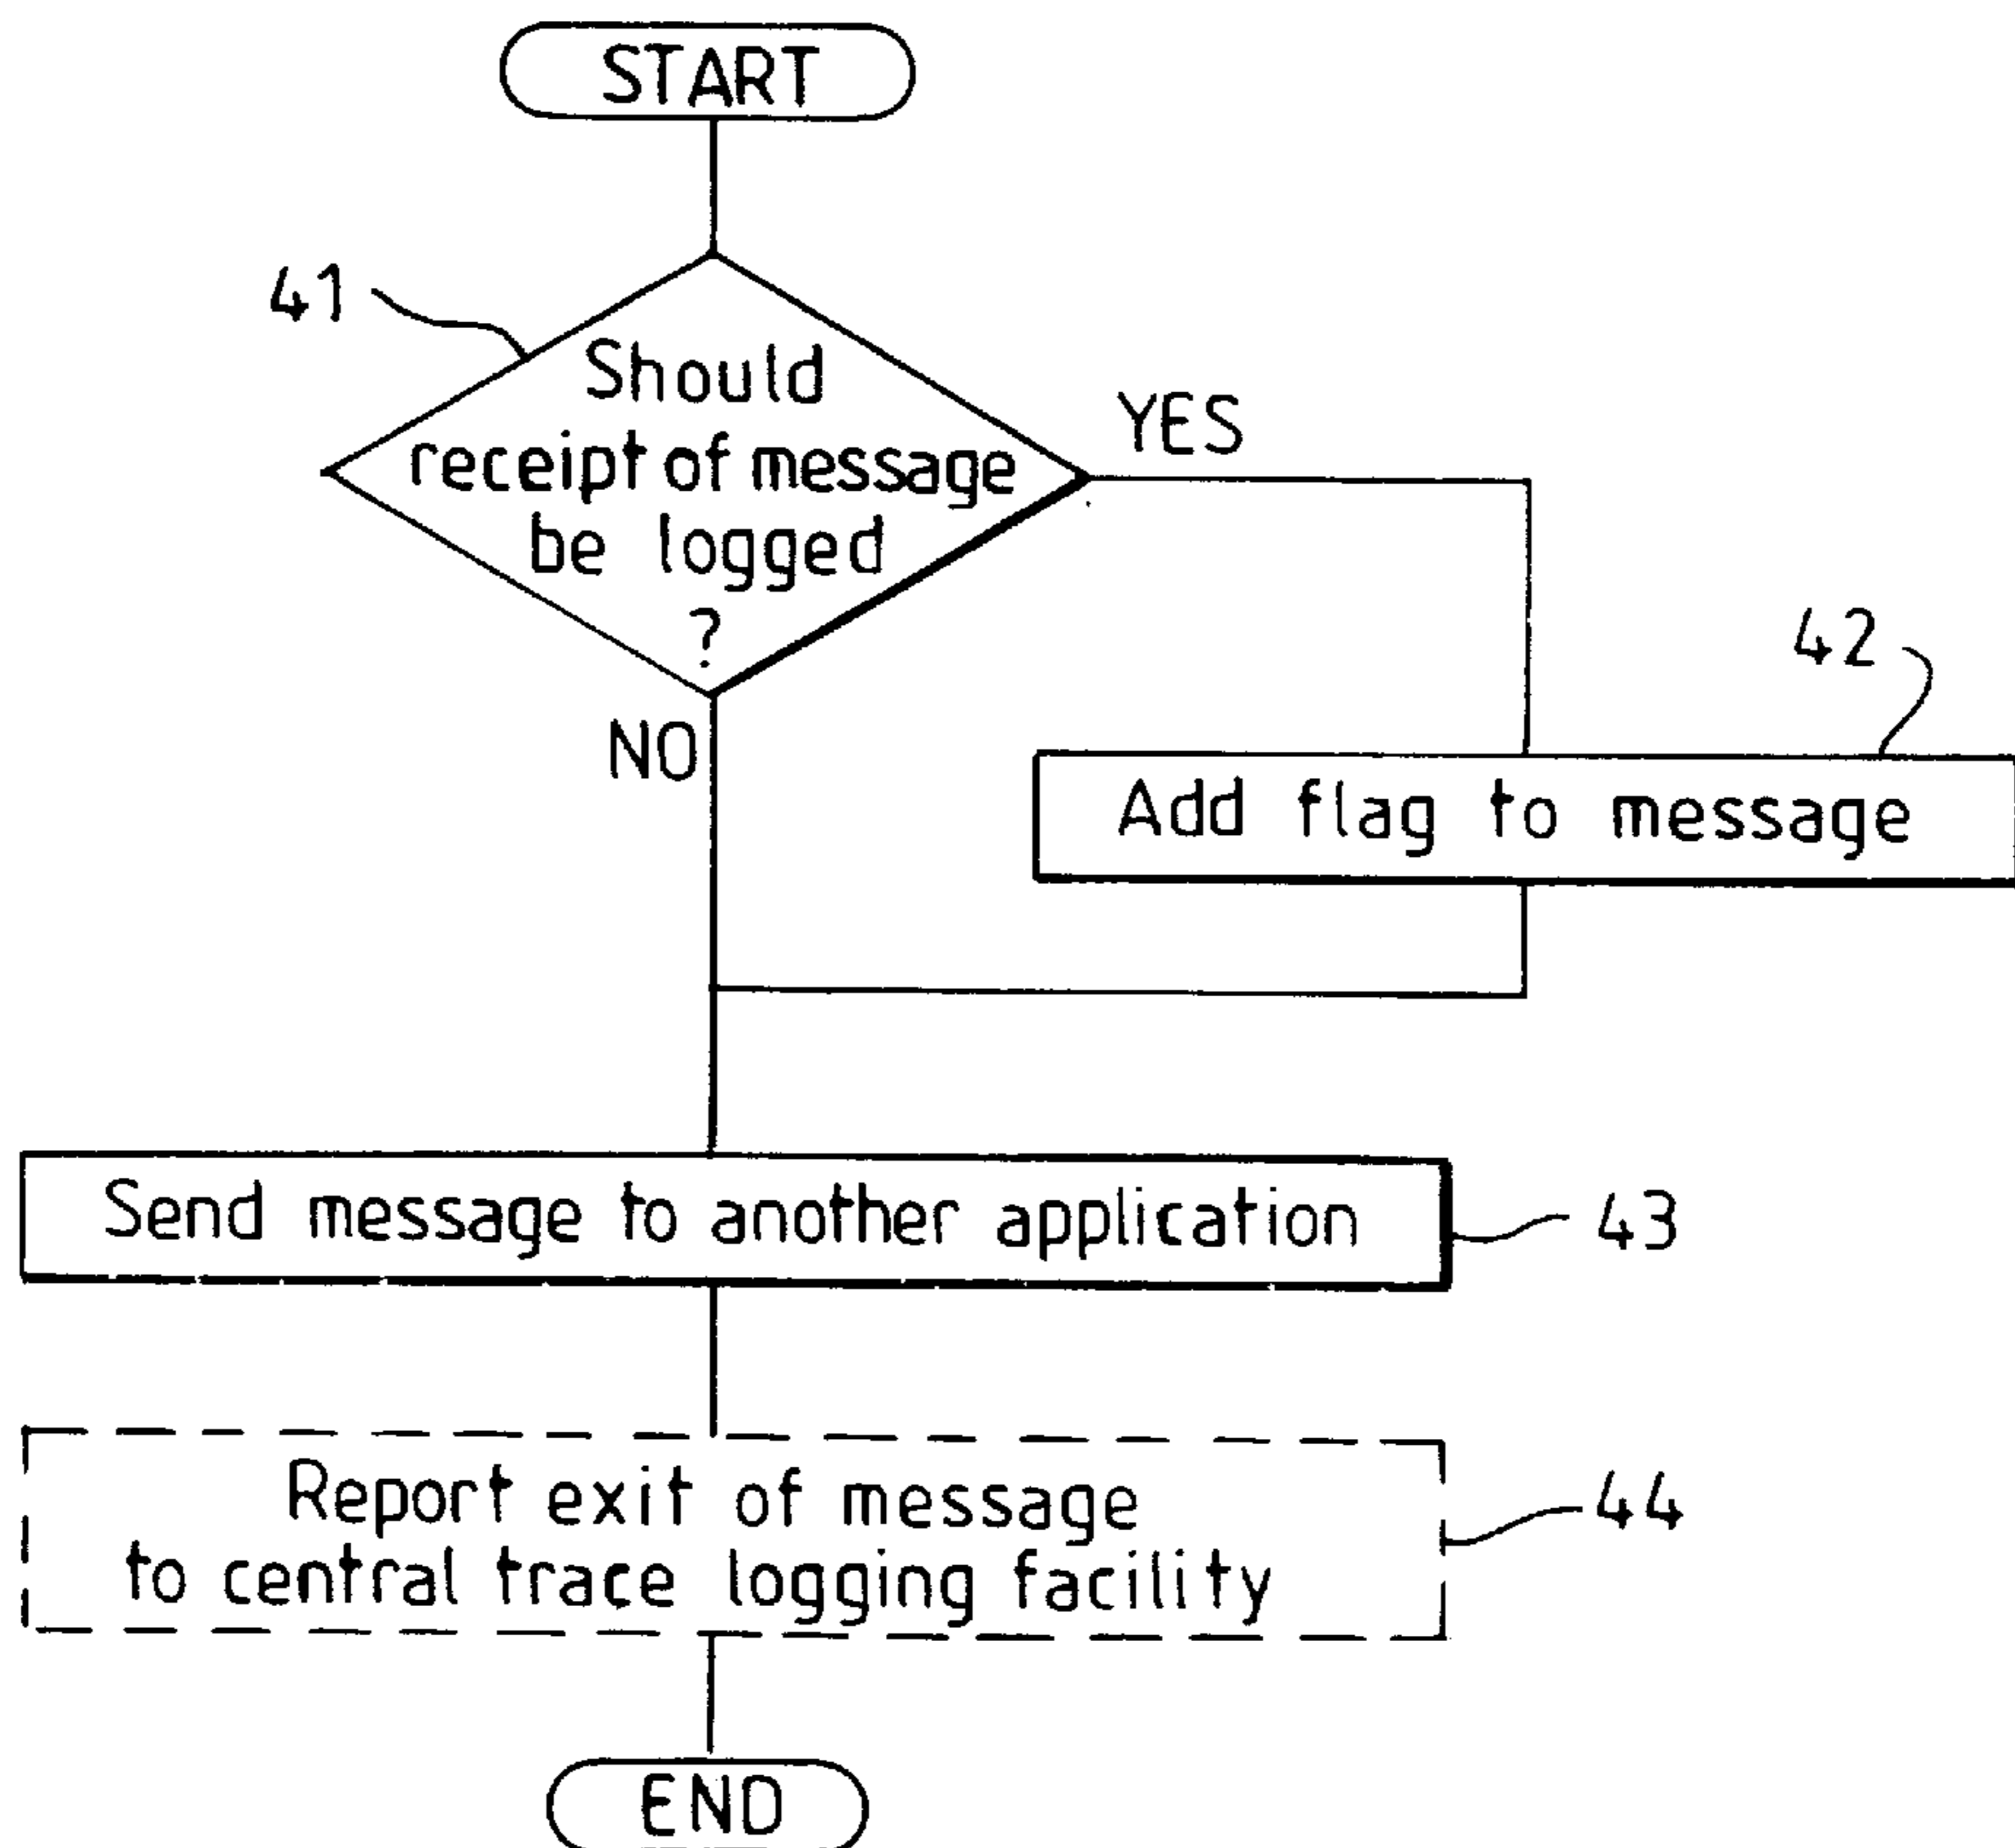 START
41
Should
receipt of message
be logged
?
YES
NO
42
Add flag to message
Send message to another application
43
Report exit of message
to central trace logging facility
44
END